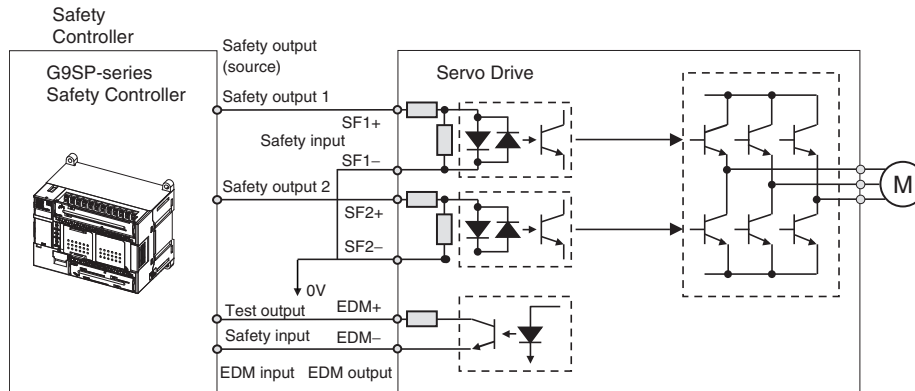 Safety
Controller
G9SP-series
Safety Controller
Safety output
(source)
Safety output 1
SF1+
Safety input
SF1–
Safety output 2
SF2+
SF2–
0V
Test output
EDM+
Safety input
EDM–
EDM input
EDM output
Servo Drive
M